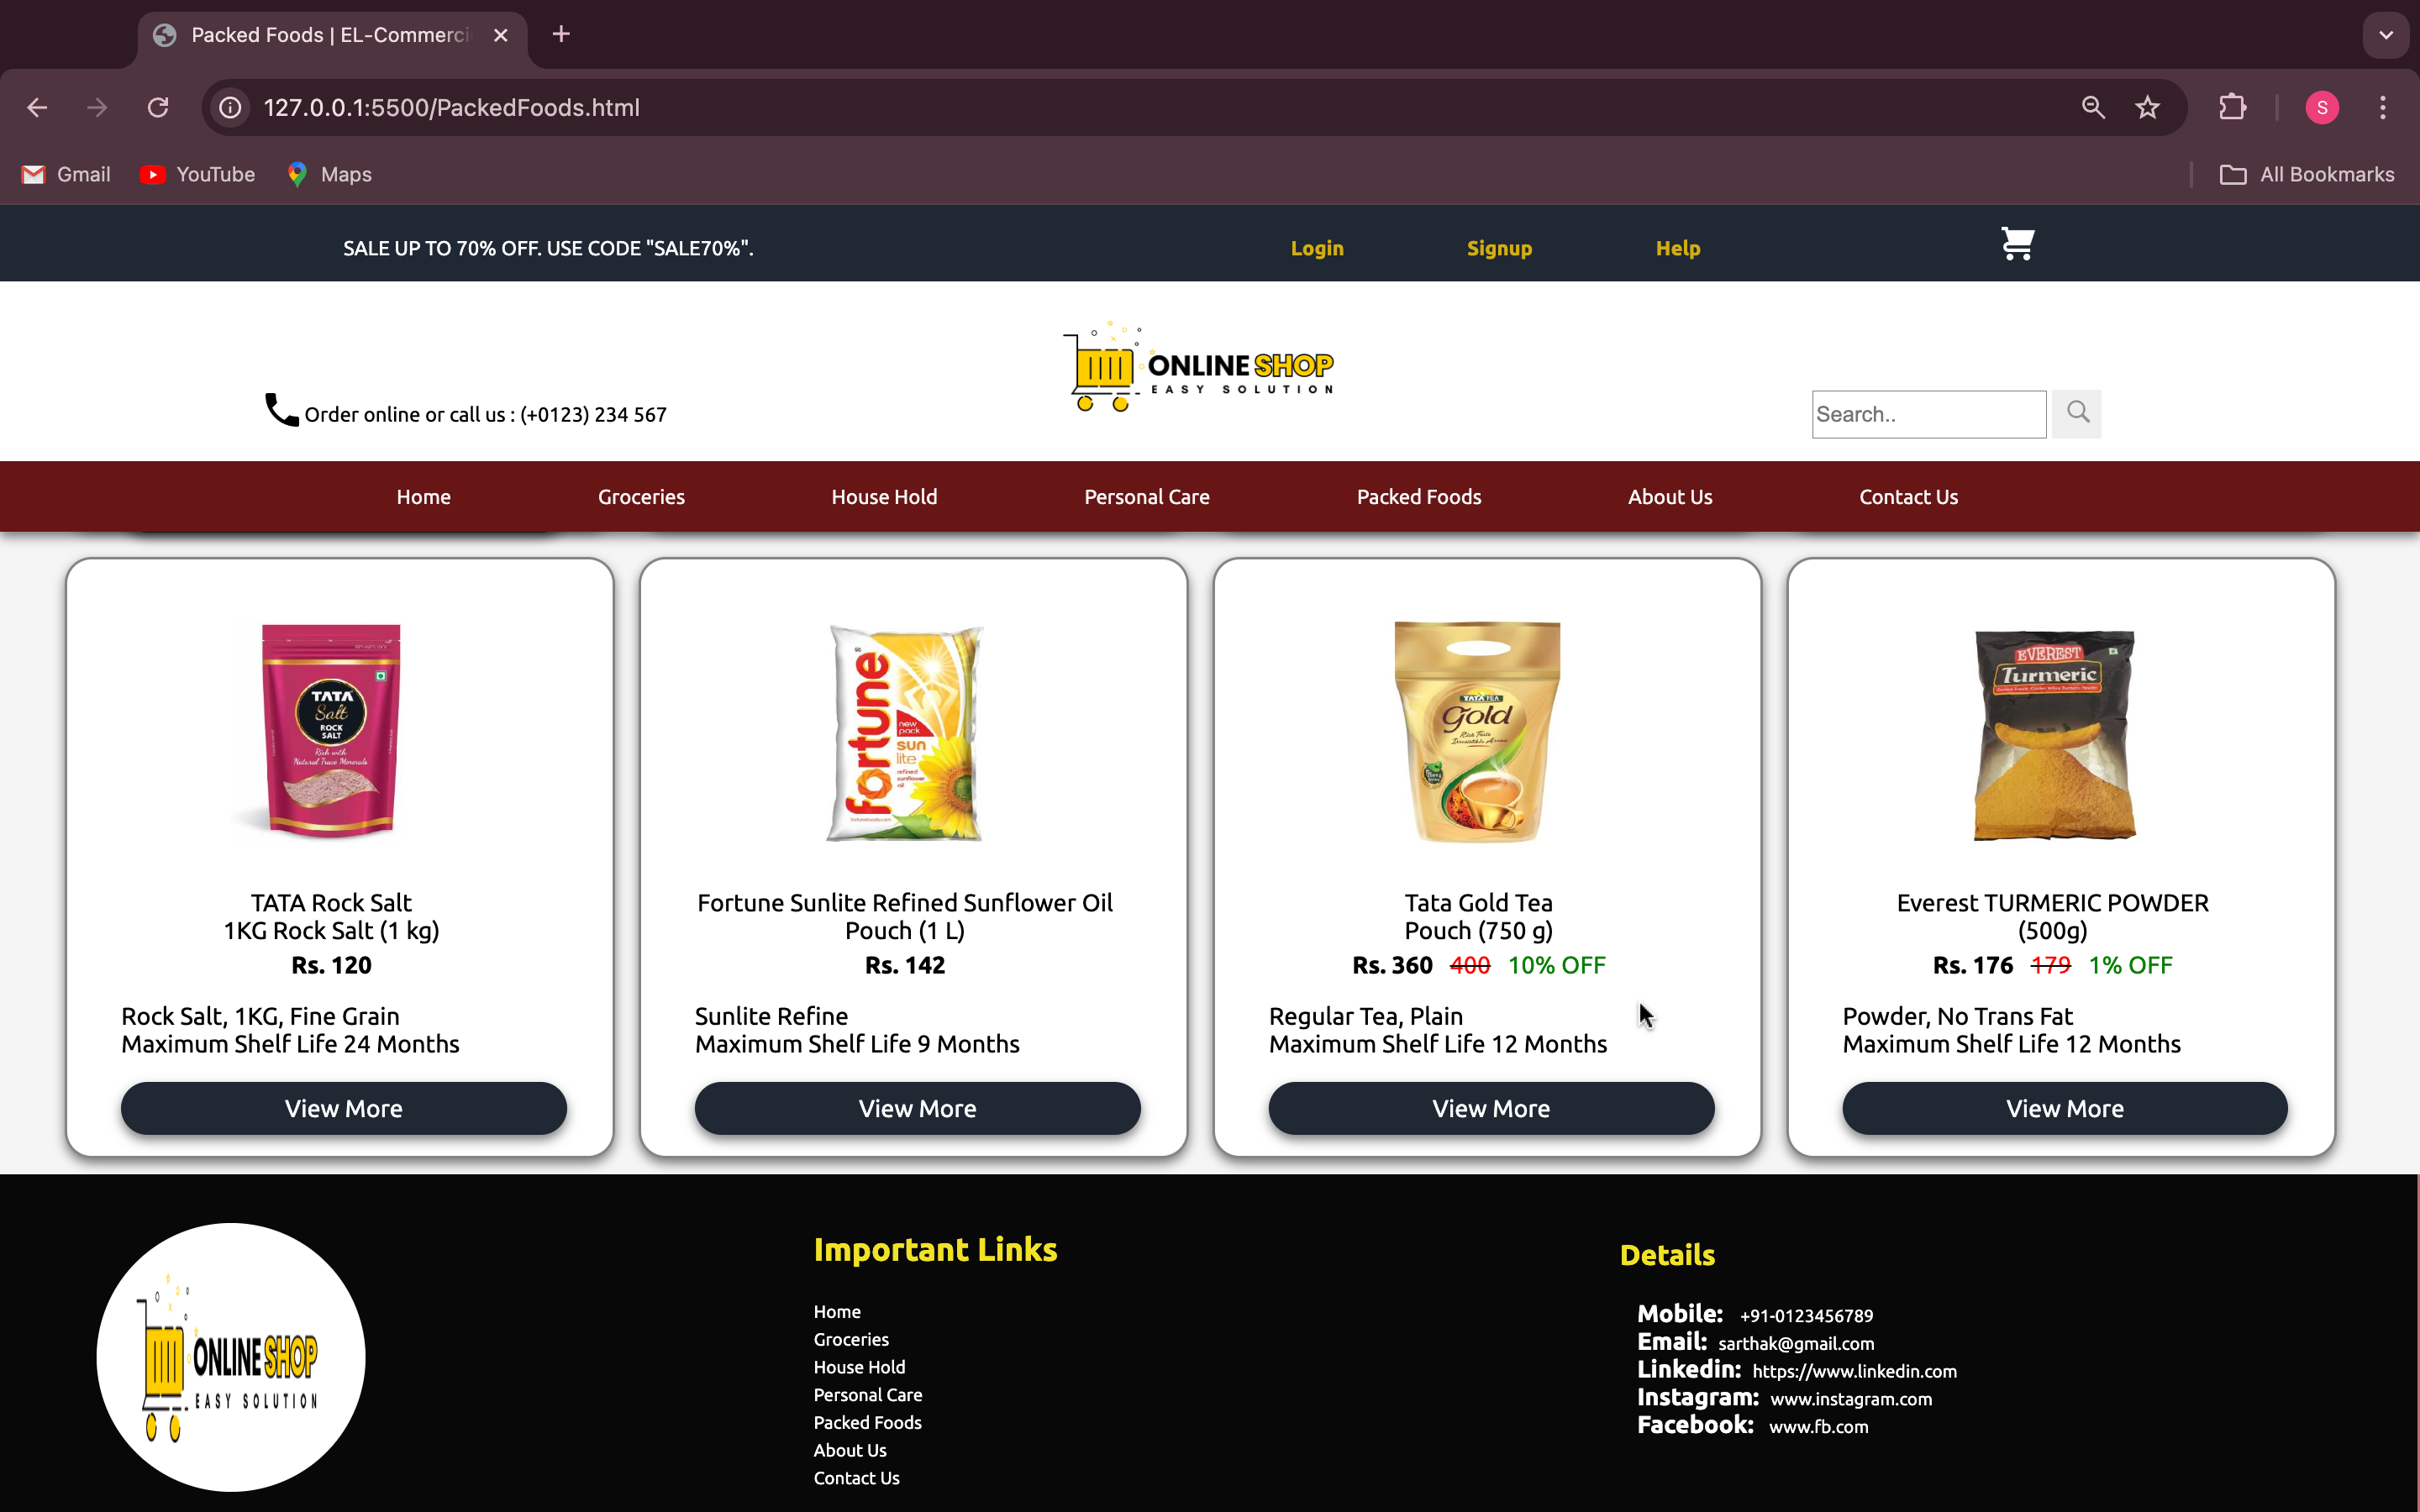 Packed Foods | EL-Commerci
127.0.0.1:5500/PackedFoods.html
S
Gmail
YouTube
Maps
All Bookmarks
SALE UP TO 70% OFF. USE CODE "SALE70%".
Login
Signup
Help
ONLINE SHOP
EASY SOLUTION
Order online or call us : (+0123) 234 567
Search..
Home
Groceries
House Hold
Personal Care
Packed Foods
About Us
Contact Us
TATA
Salt
ROCK
SALT
Rich with
Natural Trace Minerals
fortune
new
pack
sun
lite
refined
sunflower
oil
TATA TEA
Gold
EVEREST
Turmeric
TATA Rock Salt
1KG Rock Salt (1 kg)
Rs. 120
Rock Salt, 1KG, Fine Grain
Maximum Shelf Life 24 Months
View More
Fortune Sunlite Refined Sunflower Oil
Pouch (1 L)
Rs. 142
Sunlite Refine
Maximum Shelf Life 9 Months
View More
Tata Gold Tea
Pouch (750 g)
Rs. 360 400 10% OFF
Regular Tea, Plain
Maximum Shelf Life 12 Months
View More
Everest TURMERIC POWDER
(500g)
Rs. 176 179 1% OFF
Powder, No Trans Fat
Maximum Shelf Life 12 Months
View More
ONLINE SHOP
EASY SOLUTION
Important Links
Home
Groceries
House Hold
Personal Care
Packed Foods
About Us
Contact Us
Details
Mobile: +91-0123456789
Email: sarthak@gmail.com
Linkedin: https://www.linkedin.com
Instagram: www.instagram.com
Facebook: www.fb.com